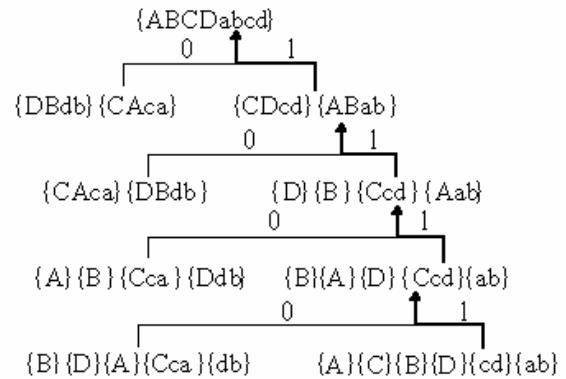 {ABCDabcd}
0 1
{DBdb}{CAca} {CDcd}{ABab}
0 1
{CAca}{DBdb} {D}{B}{Ccd}{Aab}
0 1
{A}{B}{Cca}{Ddb} {B}{A}{D}{Ccd}{ab}
0 1
{B}{D}{A}{Cca}{db} {A}{C}{B}{D}{cd}{ab}